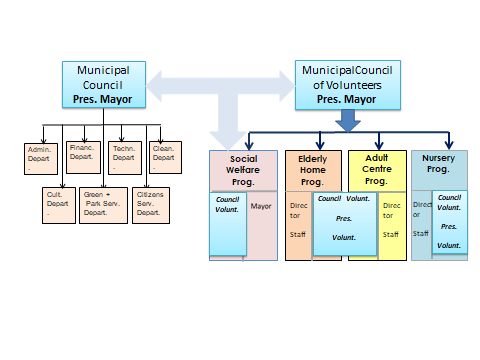 Municipal
Council
Pres. Mayor
MunicipalCouncil
of Volunteers
Pres. Mayor
Admin.
Depart
.
Financ.
Depart.
Techn.
Depart
.
Clean.
Depart.
Cult.
Depart
.
Green +
Park Serv.
Depart.
Citizens
Serv.
Depart.
Social
Welfare
Prog.
Elderly
Home
Prog.
Adult
Centre
Prog.
Nursery
Prog.
Council
Volunt.
Mayor
Direc
tor
Staff
Council Volunt.
Pres.
Volunt.
Direc
tor
Staff
Direct
or
Staff
Council
Volunt.
Pres.
Volunt.